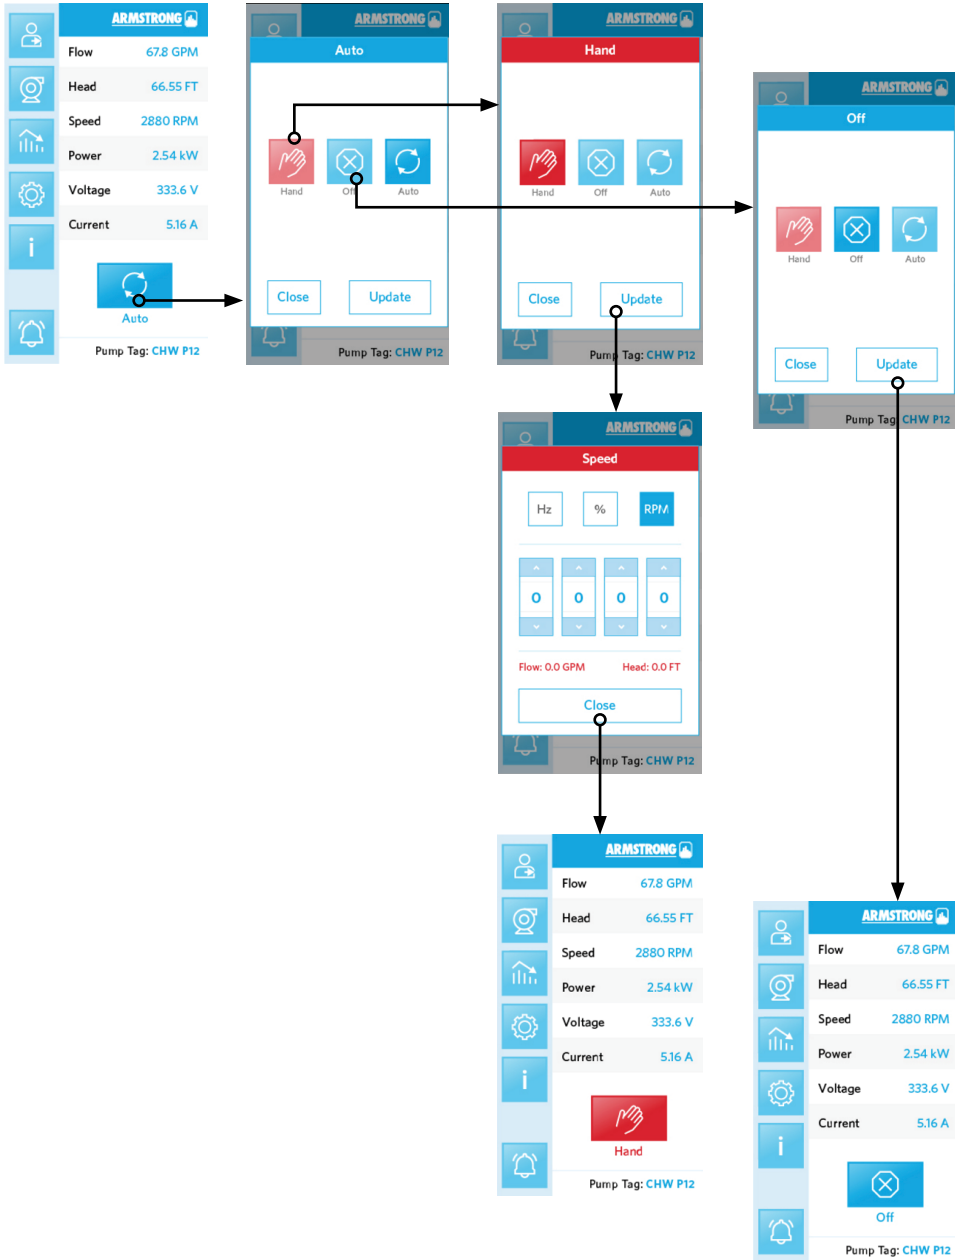 ARMSTRONG
Flow 67.8 GPM
Head 66.55 FT
Speed 2880 RPM
Power 2.54 kW
Voltage 333.6 V
Current 5.16 A
i
Auto
Pump Tag: CHW P12
ARMSTRONG
Auto
Hand Off Auto
Close Update
Pump Tag: CHW P12
ARMSTRONG
Hand
Hand Off Auto
Close Update
Pump Tag: CHW P12
ARMSTRONG
Off
Hand Off Auto
Close Update
Pump Tag: CHW P12
ARMSTRONG
Speed
Hz % RPM
0 0 0 0
Flow: 0.0 GPM Head: 0.0 FT
Close
Pump Tag: CHW P12
ARMSTRONG
Flow 67.8 GPM
Head 66.55 FT
Speed 2880 RPM
Power 2.54 kW
Voltage 333.6 V
Current 5.16 A
i
Hand
Pump Tag: CHW P12
ARMSTRONG
Flow 67.8 GPM
Head 66.55 FT
Speed 2880 RPM
Power 2.54 kW
Voltage 333.6 V
Current 5.16 A
i
Off
Pump Tag: CHW P12